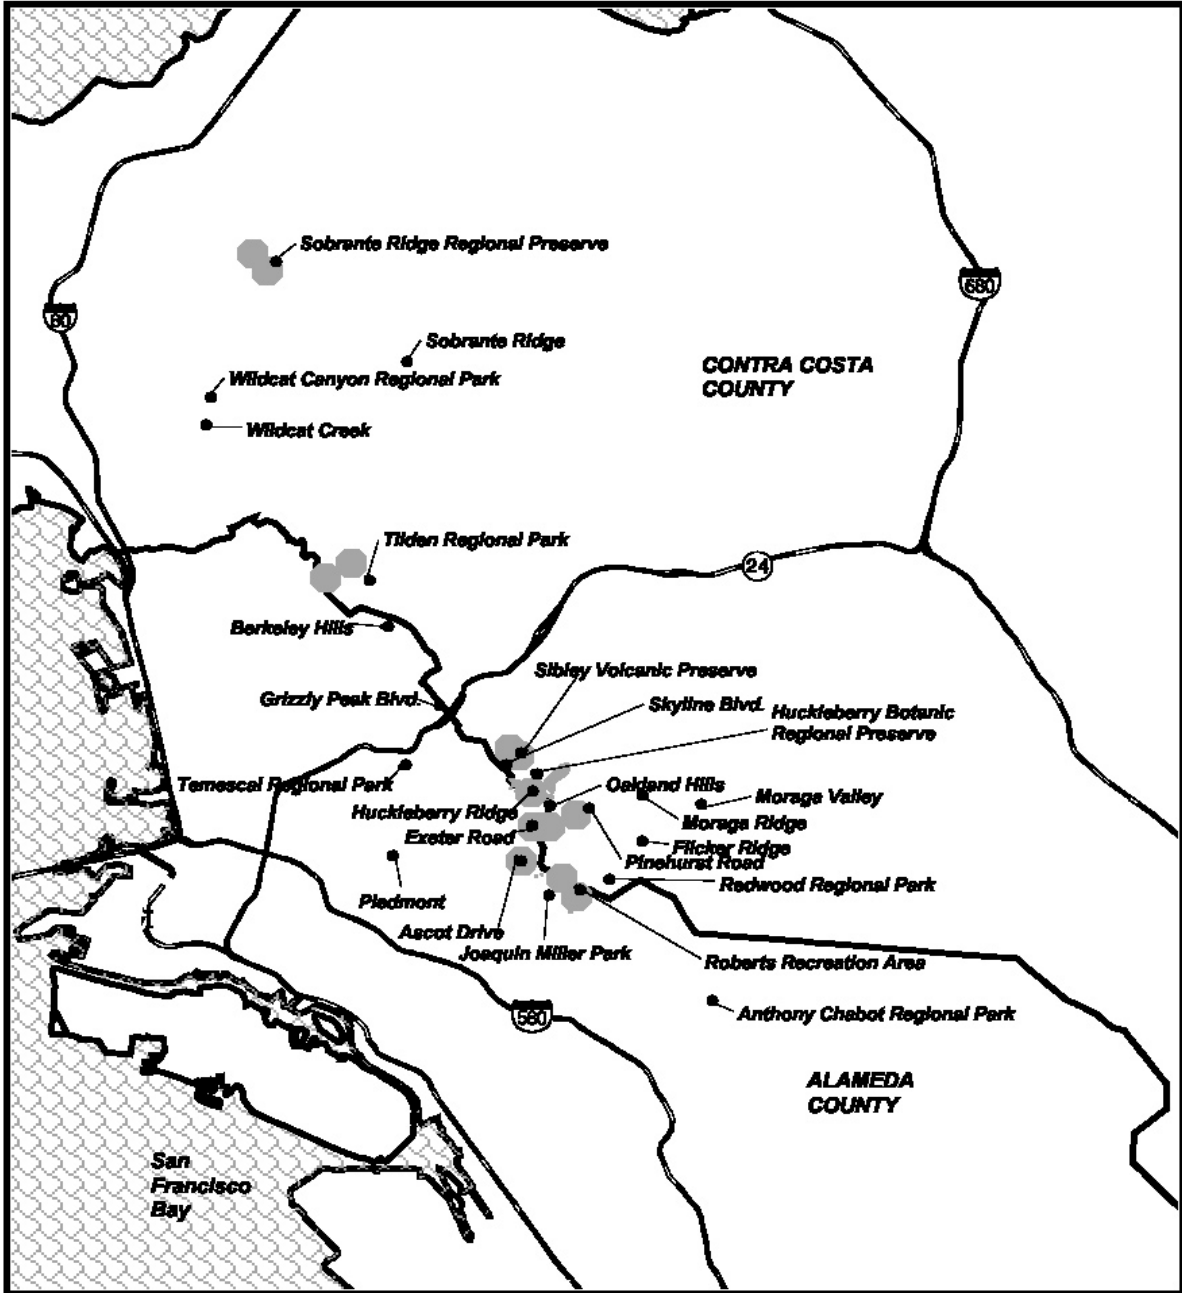 Sobrante Ridge Regional Preserve
680
80
Sobrante Ridge
CONTRA COSTA
COUNTY
Wildcat Canyon Regional Park
Wildcat Creek
Tilden Regional Park
24
Berkeley Hills
Sibley Volcanic Preserve
Grizzly Peak Blvd.
Skyline Blvd.
Huckleberry Botanic
Regional Preserve
Temescal Regional Park
Oakland Hills
Moraga Valley
Huckleberry Ridge
Moraga Ridge
Exeter Road
Flicker Ridge
Pinehurst Road
Redwood Regional Park
Piedmont
Ascot Drive
Joaquin Miller Park
Roberts Recreation Area
580
Anthony Chabot Regional Park
ALAMEDA
COUNTY
San
Francisco
Bay